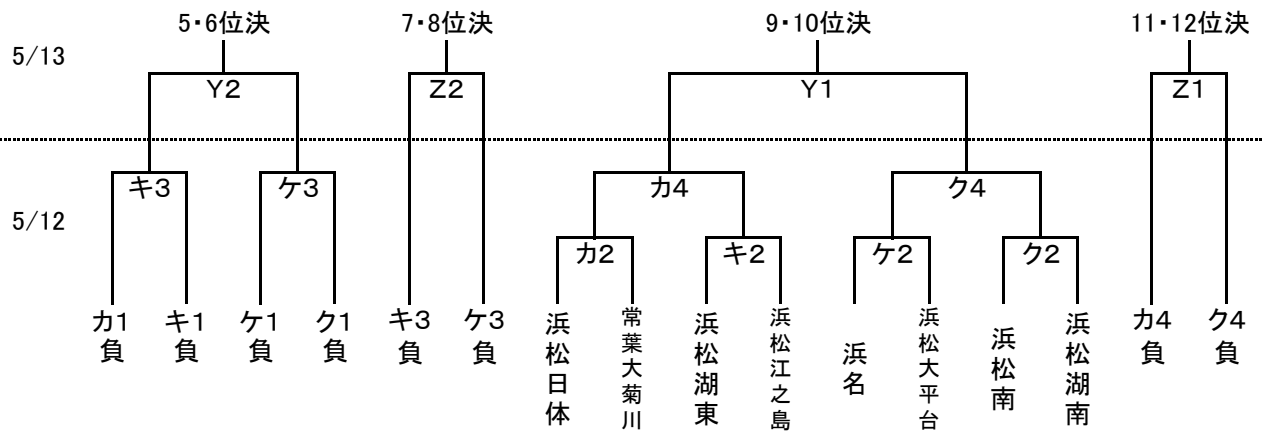 5・6位決 7・8位決 9・10位決 11・12位決
5/13
Y2 Z2 Y1 Z1
キ3 ケ3 カ4 ク4
5/12
カ2 キ2 ケ2 ク2
カ1負 キ1負 ケ1負 ク1負 キ3負 ケ3負 浜松日体 常葉大菊川 浜松湖東 浜松江之島 浜名 浜松大平台 浜松南 浜松湖南 カ4負 ク4負